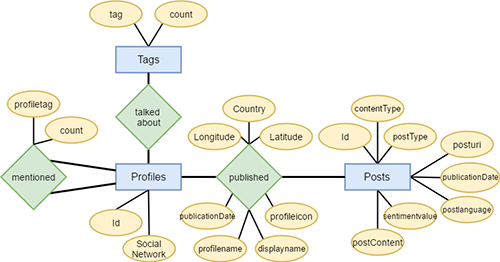 tag
count
Tags
profiletag
count
talked
about
Country
Longitude
Latitude
contentType
Id
postType
posturi
mentioned
Profiles
published
Posts
publicationDate
postlanguage
Id
Social
Network
publicationDate
profileicon
profilename
displayname
sentimentvalue
postContent